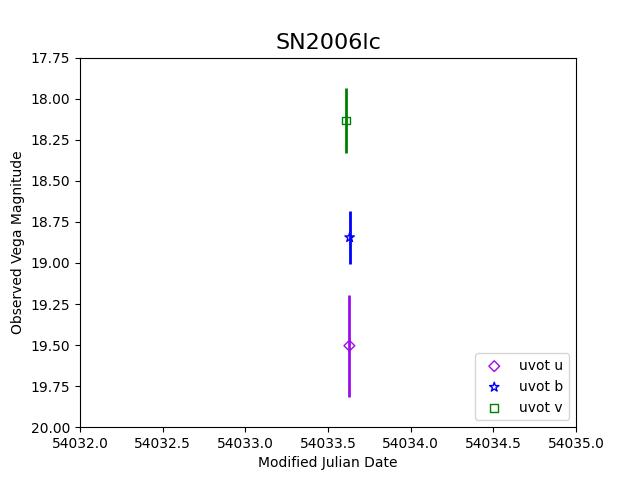 SN2006lc
17.75
18.00
18.25
18.50
18.75
19.00
19.25
19.50
19.75
20.00
Observed Vega Magnitude
54032.0 54032.5 54033.0 54033.5 54034.0 54034.5 54035.0
Modified Julian Date
uvot u
uvot b
uvot v